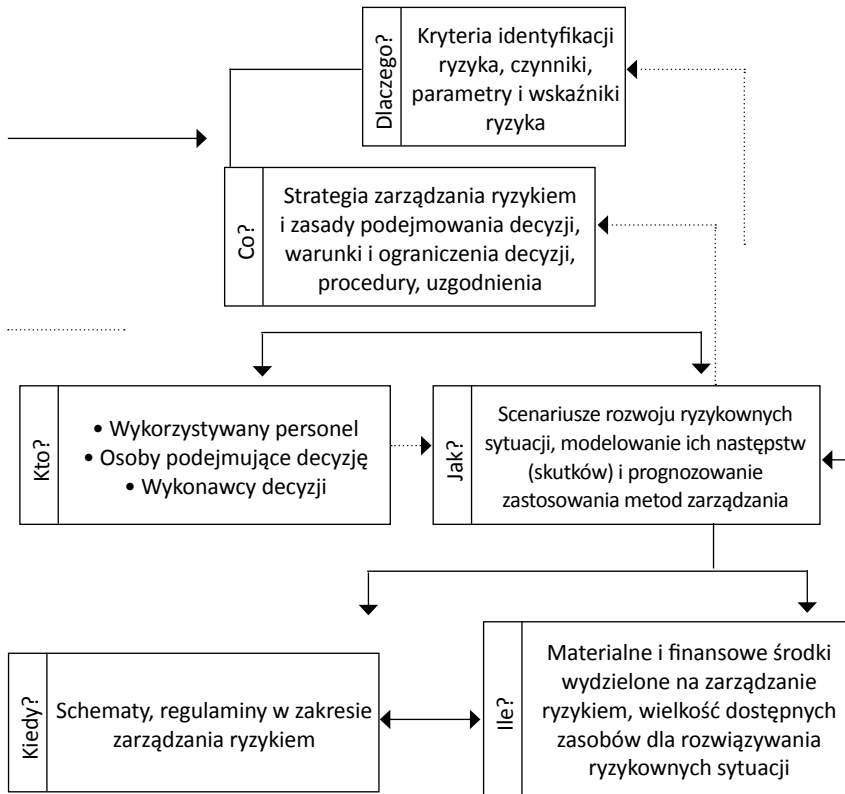 Dlaczego?
Kryteria identyfikacji
ryzyka, czynniki,
parametry i wskaźniki
ryzyka
Co?
Strategia zarządzania ryzykiem
i zasady podejmowania decyzji,
warunki i ograniczenia decyzji,
procedury, uzgodnienia
Kto?
• Wykorzystywany personel
• Osoby podejmujące decyzję
• Wykonawcy decyzji
Jak?
Scenariusze rozwoju ryzykownych
sytuacji, modelowanie ich następstw
(skutków) i prognozowanie
zastosowania metod zarządzania
Kiedy?
Schematy, regulaminy w zakresie
zarządzania ryzykiem
Ile?
Materialne i finansowe środki
wydzielone na zarządzanie
ryzykiem, wielkość dostępnych
zasobów dla rozwiązywania
ryzykownych sytuacji